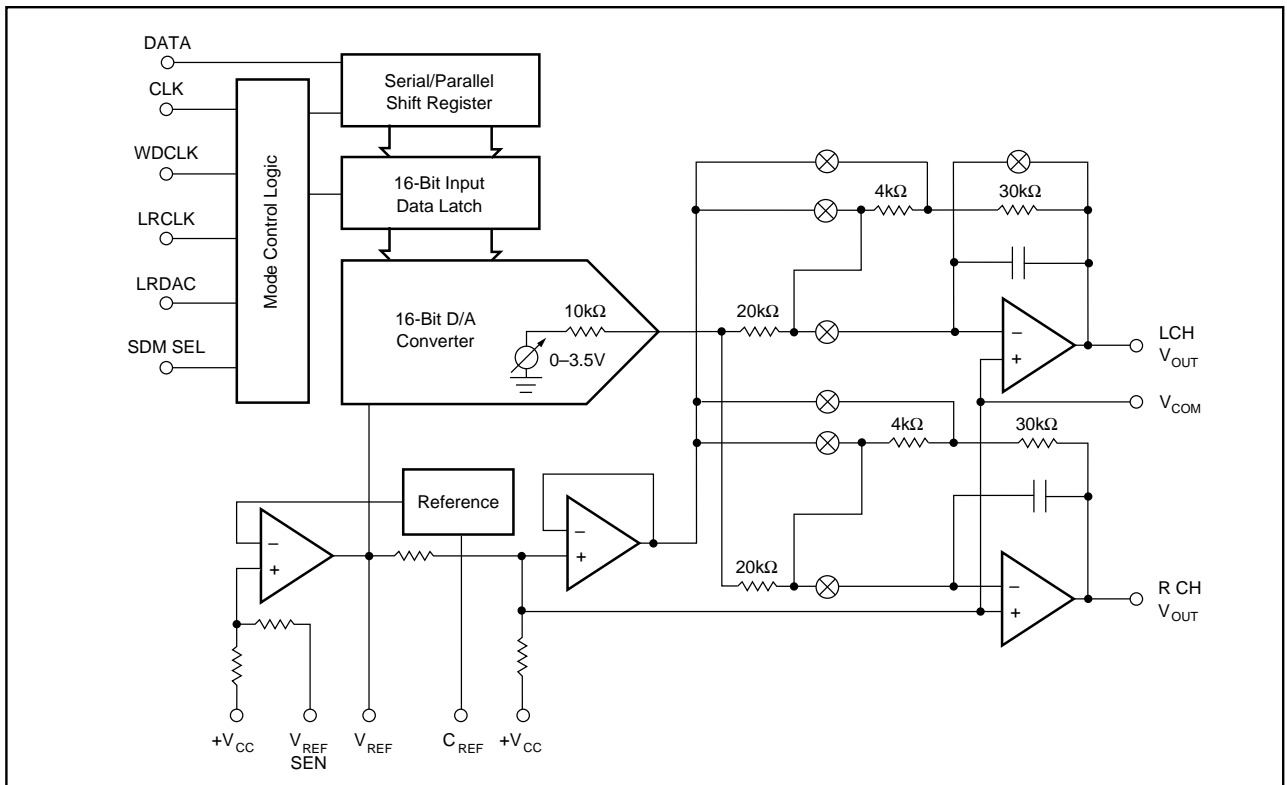 DATA
CLK
WDCLK
LRCLK
LRDAC
SDM SEL
Mode Control Logic
Serial/Parallel
Shift Register
16-Bit Input
Data Latch
16-Bit D/A
Converter
10kΩ
0–3.5V
4kΩ
30kΩ
20kΩ
−
+
LCH
VOUT
VCOM
4kΩ
30kΩ
20kΩ
−
+
R CH
VOUT
Reference
−
+
−
+
+VCC
VREF
SEN
VREF
CREF
+VCC